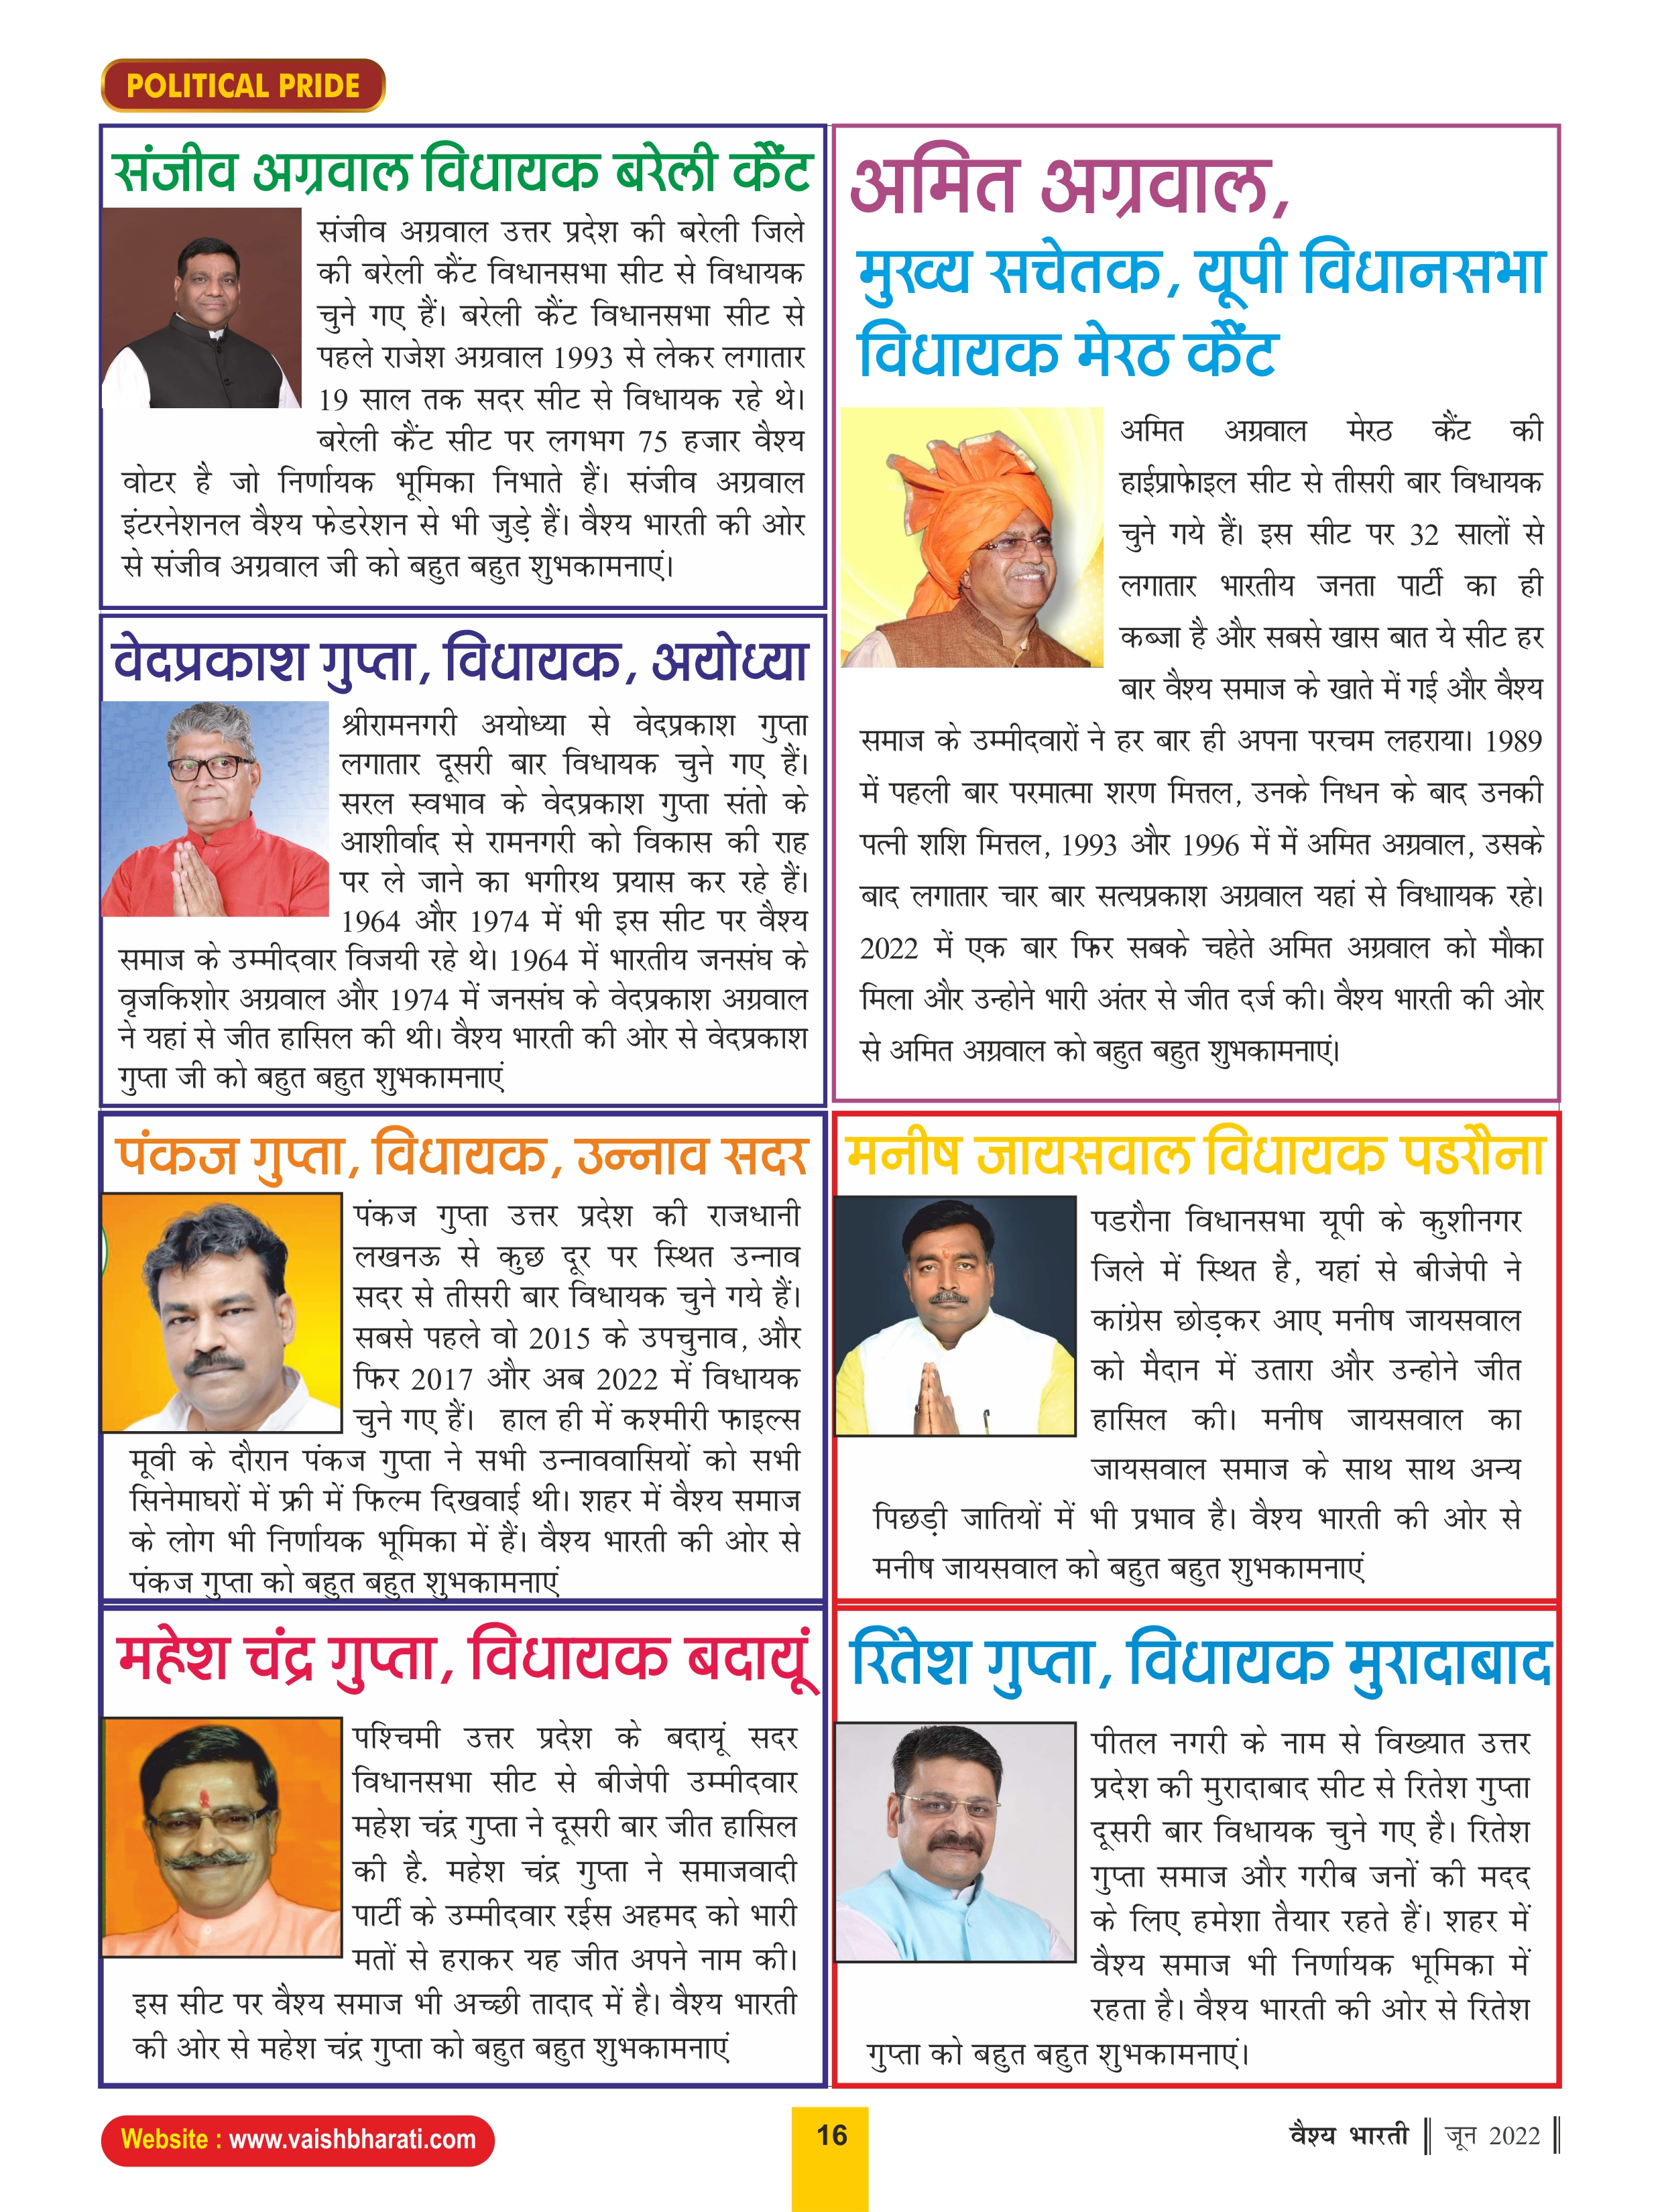 POLITICAL PRIDE
संजीव अग्रवाल विधायक बरेली कैंट
संजीव अग्रवाल उत्तर प्रदेश की बरेली जिले
की बरेली कैंट विधानसभा सीट से विधायक
चुने गए हैं। बरेली कैंट विधानसभा सीट से
पहले राजेश अग्रवाल 1993 से लेकर लगातार
19 साल तक सदर सीट से विधायक रहे थे।
बरेली कैंट सीट पर लगभग 75 हजार वैश्य
वोटर है जो निर्णायक भूमिका निभाते हैं। संजीव अग्रवाल
इंटरनेशनल वैश्य फेडरेशन से भी जुड़े हैं। वैश्य भारती की ओर
से संजीव अग्रवाल जी को बहुत बहुत शुभकामनाएं।
वेदप्रकाश गुप्ता, विधायक, अयोध्या
श्रीरामनगरी अयोध्या से वेदप्रकाश गुप्ता
लगातार दूसरी बार विधायक चुने गए हैं।
सरल स्वभाव के वेदप्रकाश गुप्ता संतो के
आशीर्वाद से रामनगरी को विकास की राह
पर ले जाने का भगीरथ प्रयास कर रहे हैं।
1964 और 1974 में भी इस सीट पर वैश्य
समाज के उम्मीदवार विजयी रहे थे। 1964 में भारतीय जनसंघ के
वृजकिशोर अग्रवाल और 1974 में जनसंघ के वेदप्रकाश अग्रवाल
ने यहां से जीत हासिल की थी। वैश्य भारती की ओर से वेदप्रकाश
गुप्ता जी को बहुत बहुत शुभकामनाएं
पंकज गुप्ता, विधायक, उन्नाव सदर
पंकज गुप्ता उत्तर प्रदेश की राजधानी
लखनऊ से कुछ दूर पर स्थित उन्नाव
सदर से तीसरी बार विधायक चुने गये हैं।
सबसे पहले वो 2015 के उपचुनाव, और
फिर 2017 और अब 2022 में विधायक
चुने गए हैं। हाल ही में कश्मीरी फाइल्स
मूवी के दौरान पंकज गुप्ता ने सभी उन्नाववासियों को सभी
सिनेमाघरों में फ्री में फिल्म दिखवाई थी। शहर में वैश्य समाज
के लोग भी निर्णायक भूमिका में हैं। वैश्य भारती की ओर से
पंकज गुप्ता को बहुत बहुत शुभकामनाएं
महेश चंद्र गुप्ता, विधायक बदायूं
पश्चिमी उत्तर प्रदेश के बदायूं सदर
विधानसभा सीट से बीजेपी उम्मीदवार
महेश चंद्र गुप्ता ने दूसरी बार जीत हासिल
की है. महेश चंद्र गुप्ता ने समाजवादी
पार्टी के उम्मीदवार रईस अहमद को भारी
मतों से हराकर यह जीत अपने नाम की।
इस सीट पर वैश्य समाज भी अच्छी तादाद में है। वैश्य भारती
की ओर से महेश चंद्र गुप्ता को बहुत बहुत शुभकामनाएं
अमित अग्रवाल,
मुख्य सचेतक, यूपी विधानसभा
विधायक मेरठ कैंट
अमित अग्रवाल मेरठ कैंट की
हाईप्राफेाइल सीट से तीसरी बार विधायक
चुने गये हैं। इस सीट पर 32 सालों से
लगातार भारतीय जनता पार्टी का ही
कब्जा है और सबसे खास बात ये सीट हर
बार वैश्य समाज के खाते में गई और वैश्य
समाज के उम्मीदवारों ने हर बार ही अपना परचम लहराया। 1989
में पहली बार परमात्मा शरण मित्तल, उनके निधन के बाद उनकी
पत्नी शशि मित्तल, 1993 और 1996 में में अमित अग्रवाल, उसके
बाद लगातार चार बार सत्यप्रकाश अग्रवाल यहां से विधाायक रहे।
2022 में एक बार फिर सबके चहेते अमित अग्रवाल को मौका
मिला और उन्होने भारी अंतर से जीत दर्ज की। वैश्य भारती की ओर
से अमित अग्रवाल को बहुत बहुत शुभकामनाएं।
मनीष जायसवाल विधायक पडरौना
पडरौना विधानसभा यूपी के कुशीनगर
जिले में स्थित है, यहां से बीजेपी ने
कांग्रेस छोड़कर आए मनीष जायसवाल
को मैदान में उतारा और उन्होने जीत
हासिल की। मनीष जायसवाल का
जायसवाल समाज के साथ साथ अन्य
पिछड़ी जातियों में भी प्रभाव है। वैश्य भारती की ओर से
मनीष जायसवाल को बहुत बहुत शुभकामनाएं
रितेश गुप्ता, विधायक मुरादाबाद
पीतल नगरी के नाम से विख्यात उत्तर
प्रदेश की मुरादाबाद सीट से रितेश गुप्ता
दूसरी बार विधायक चुने गए है। रितेश
गुप्ता समाज और गरीब जनों की मदद
के लिए हमेशा तैयार रहते हैं। शहर में
वैश्य समाज भी निर्णायक भूमिका में
रहता है। वैश्य भारती की ओर से रितेश
गुप्ता को बहुत बहुत शुभकामनाएं।
Website : www.vaishbharati.com
16
वैश्य भारती || जून 2022 ||